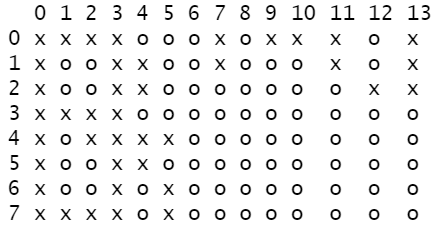 0 1 2 3 4 5 6 7 8 9 10 11 12 13
0 x x x x o o o x o x x x o x
1 x o o x x o o x o o o x o x
2 x o o x x o o o o o o o x x
3 x x x x o o o o o o o o o o
4 x o x x x x o o o o o o o o
5 x o o x x o o o o o o o o o
6 x o o x o x o o o o o o o o
7 x x x x o x o o o o o o o o